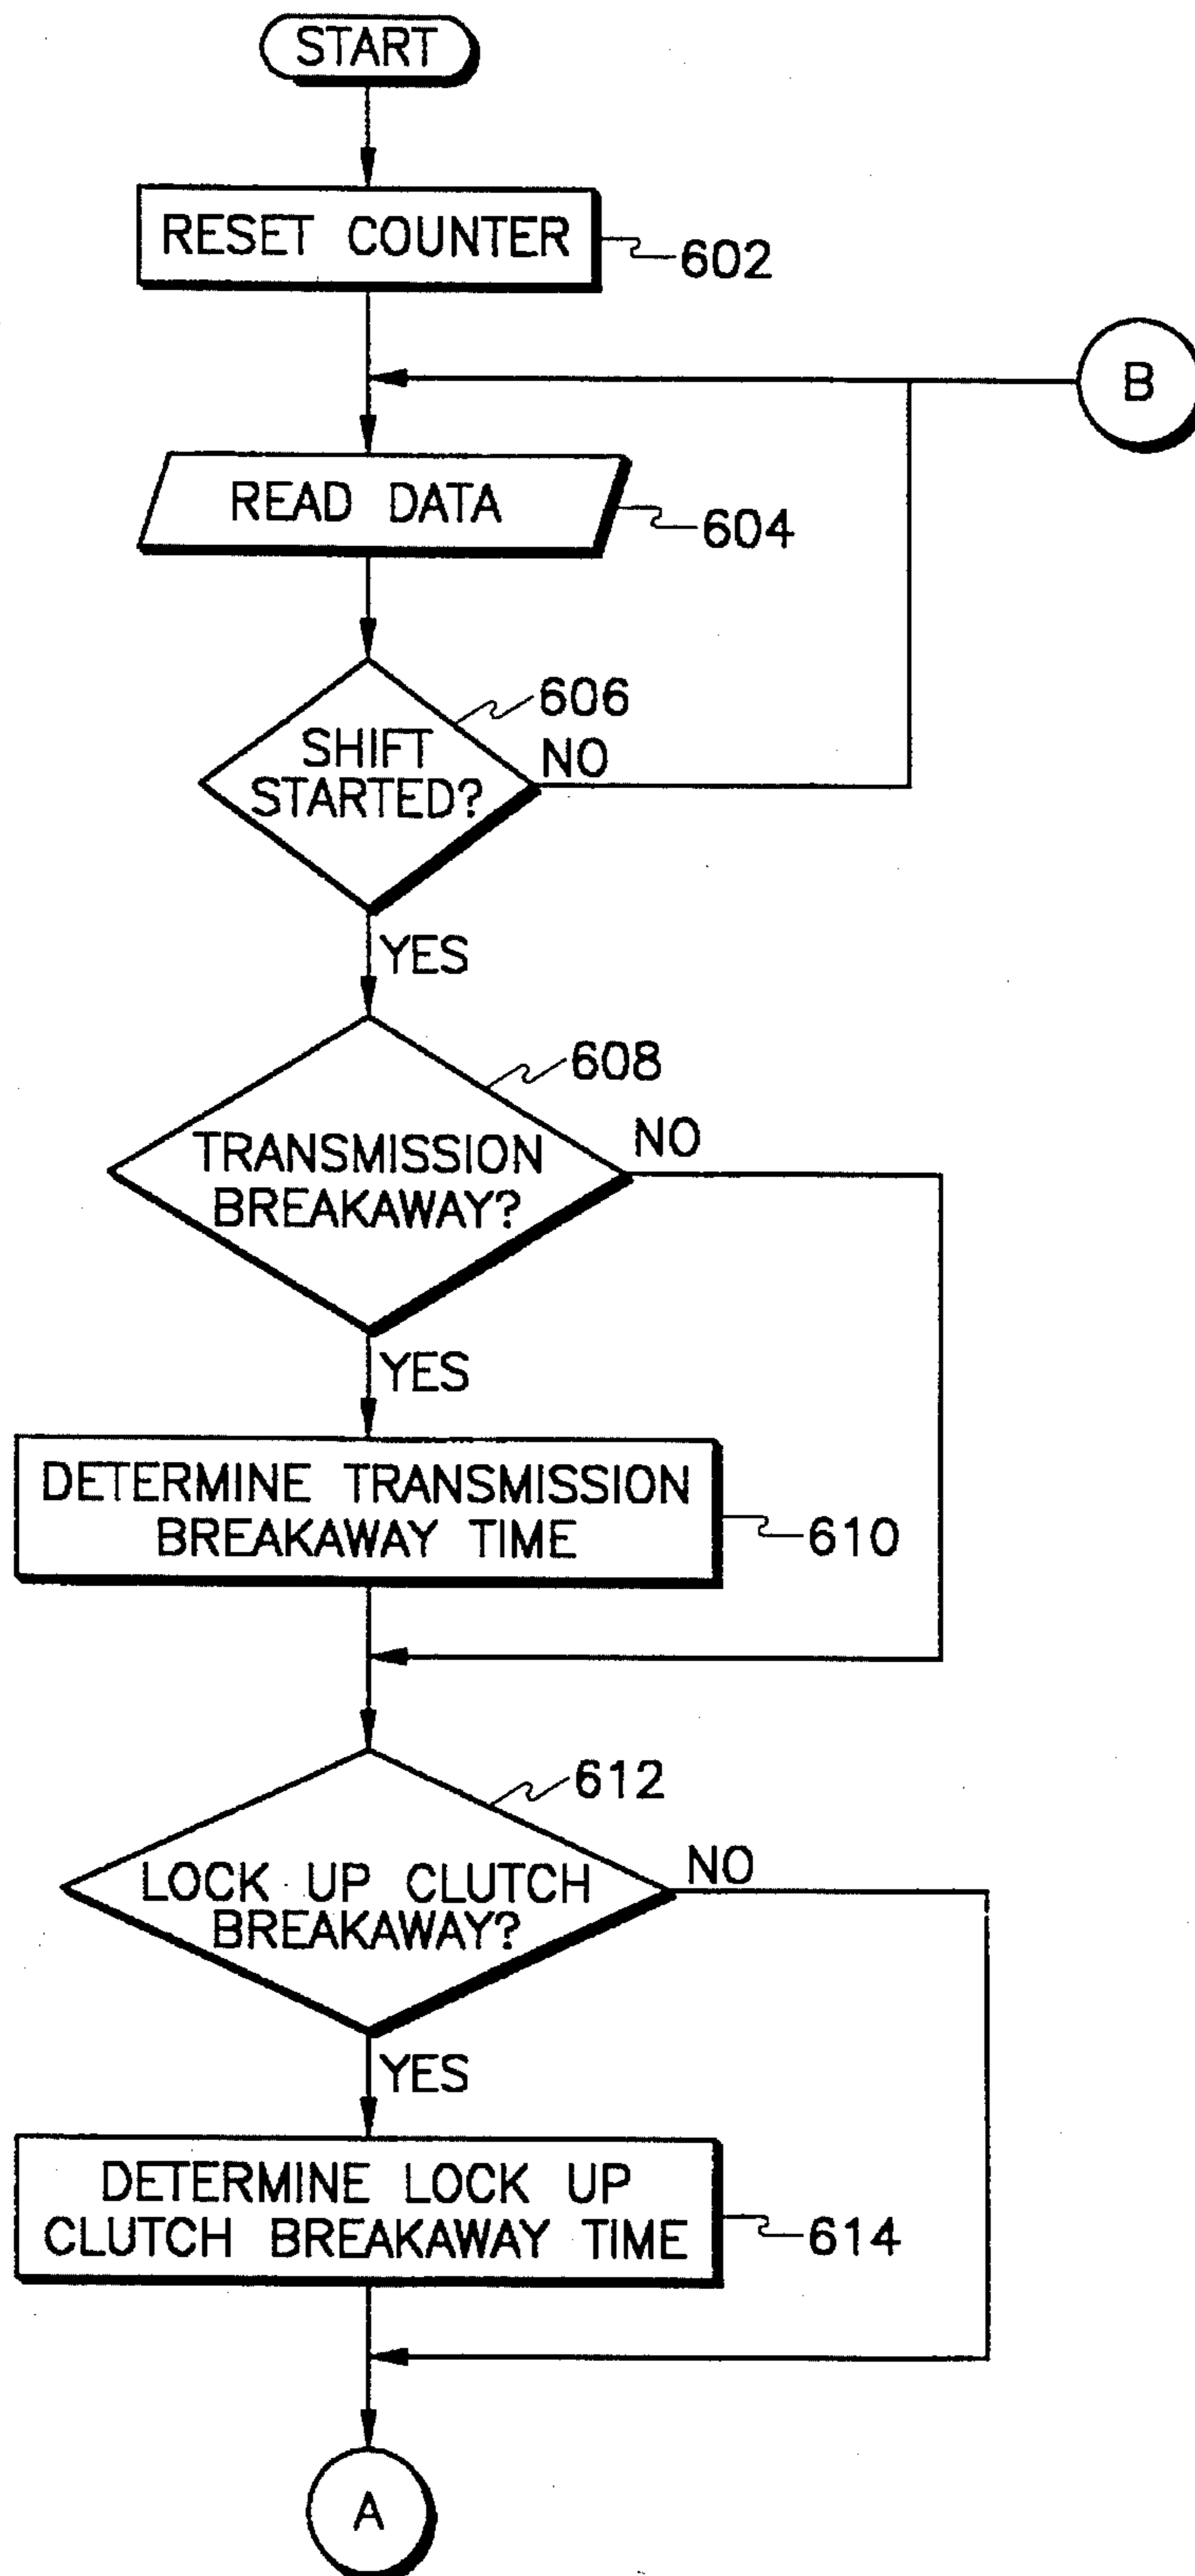 START
RESET COUNTER
602
B
READ DATA
604
606
SHIFT
STARTED?
NO
YES
608
TRANSMISSION
BREAKAWAY?
NO
YES
DETERMINE TRANSMISSION
BREAKAWAY TIME
610
612
LOCK UP CLUTCH
BREAKAWAY?
NO
YES
DETERMINE LOCK UP
CLUTCH BREAKAWAY TIME
614
A